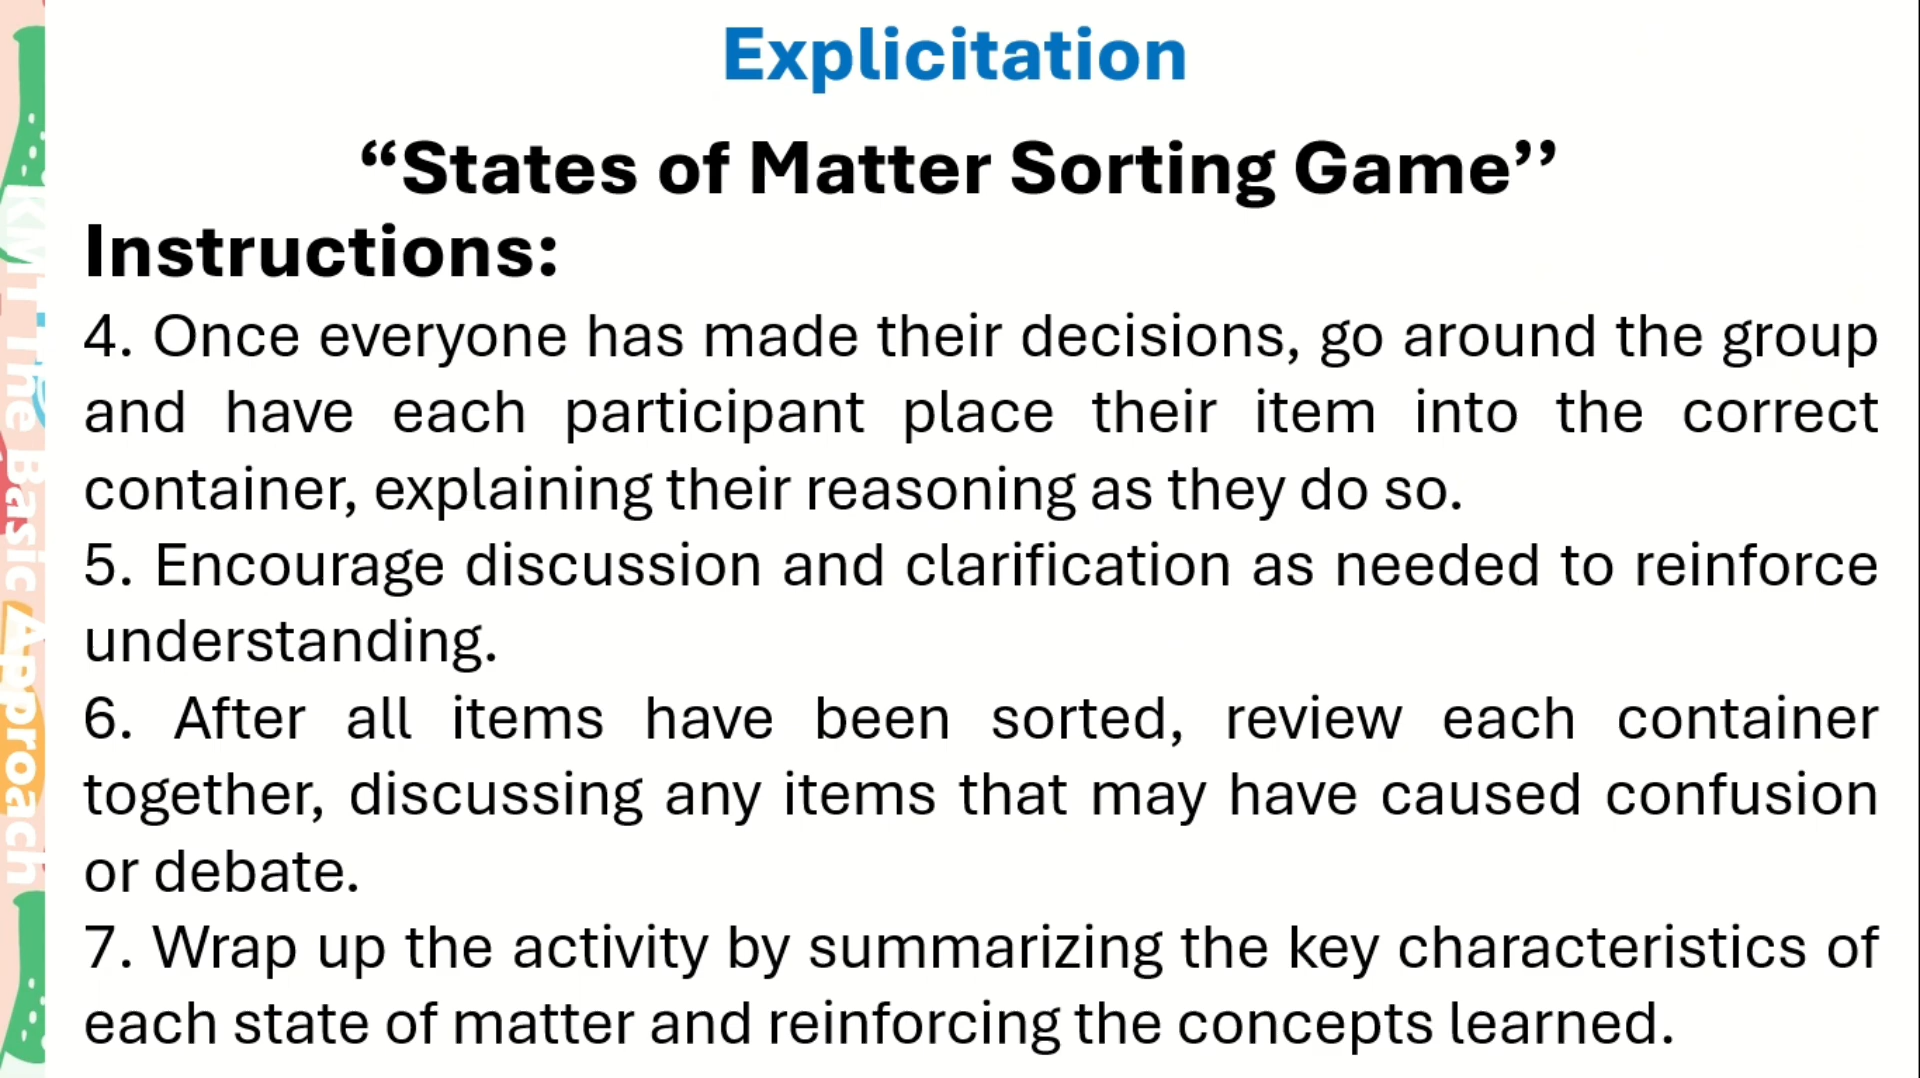 Explicitation
“States of Matter Sorting Game’’
Instructions:
4. Once everyone has made their decisions, go around the group
and have each participant place their item into the correct
container, explaining their reasoning as they do so.
5. Encourage discussion and clarification as needed to reinforce
understanding.
6. After all items have been sorted, review each container
together, discussing any items that may have caused confusion
or debate.
7. Wrap up the activity by summarizing the key characteristics of
each state of matter and reinforcing the concepts learned.
The Basic Approach